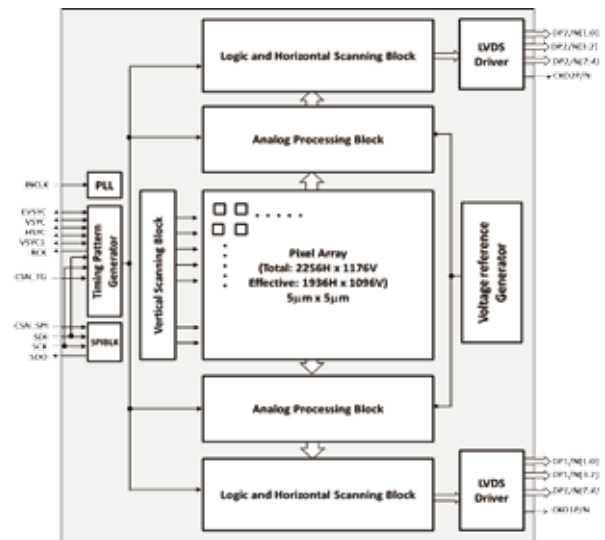 Logic and Horizontal Scanning Block
LVDS
Driver
DP2/N[1:0]
DP2/N[3:2]
DP2/N[7:4]
CKO2P/N
Analog Processing Block
INCLK
PLL
VSYC
HSYC
VSYC1
RCK
CSN_TG
Timing Pattern
Generator
Vertical Scanning Block
Pixel Array
(Total: 2256H x 1176V
Effective: 1936H x 1096V)
5µm x 5µm
Voltage reference
Generator
CSN_SPI
SDI
SCK
SDO
SPIBLK
Analog Processing Block
Logic and Horizontal Scanning Block
LVDS
Driver
DP1/N[1:0]
DP1/N[3:2]
DP1/N[7:4]
CKO1P/N